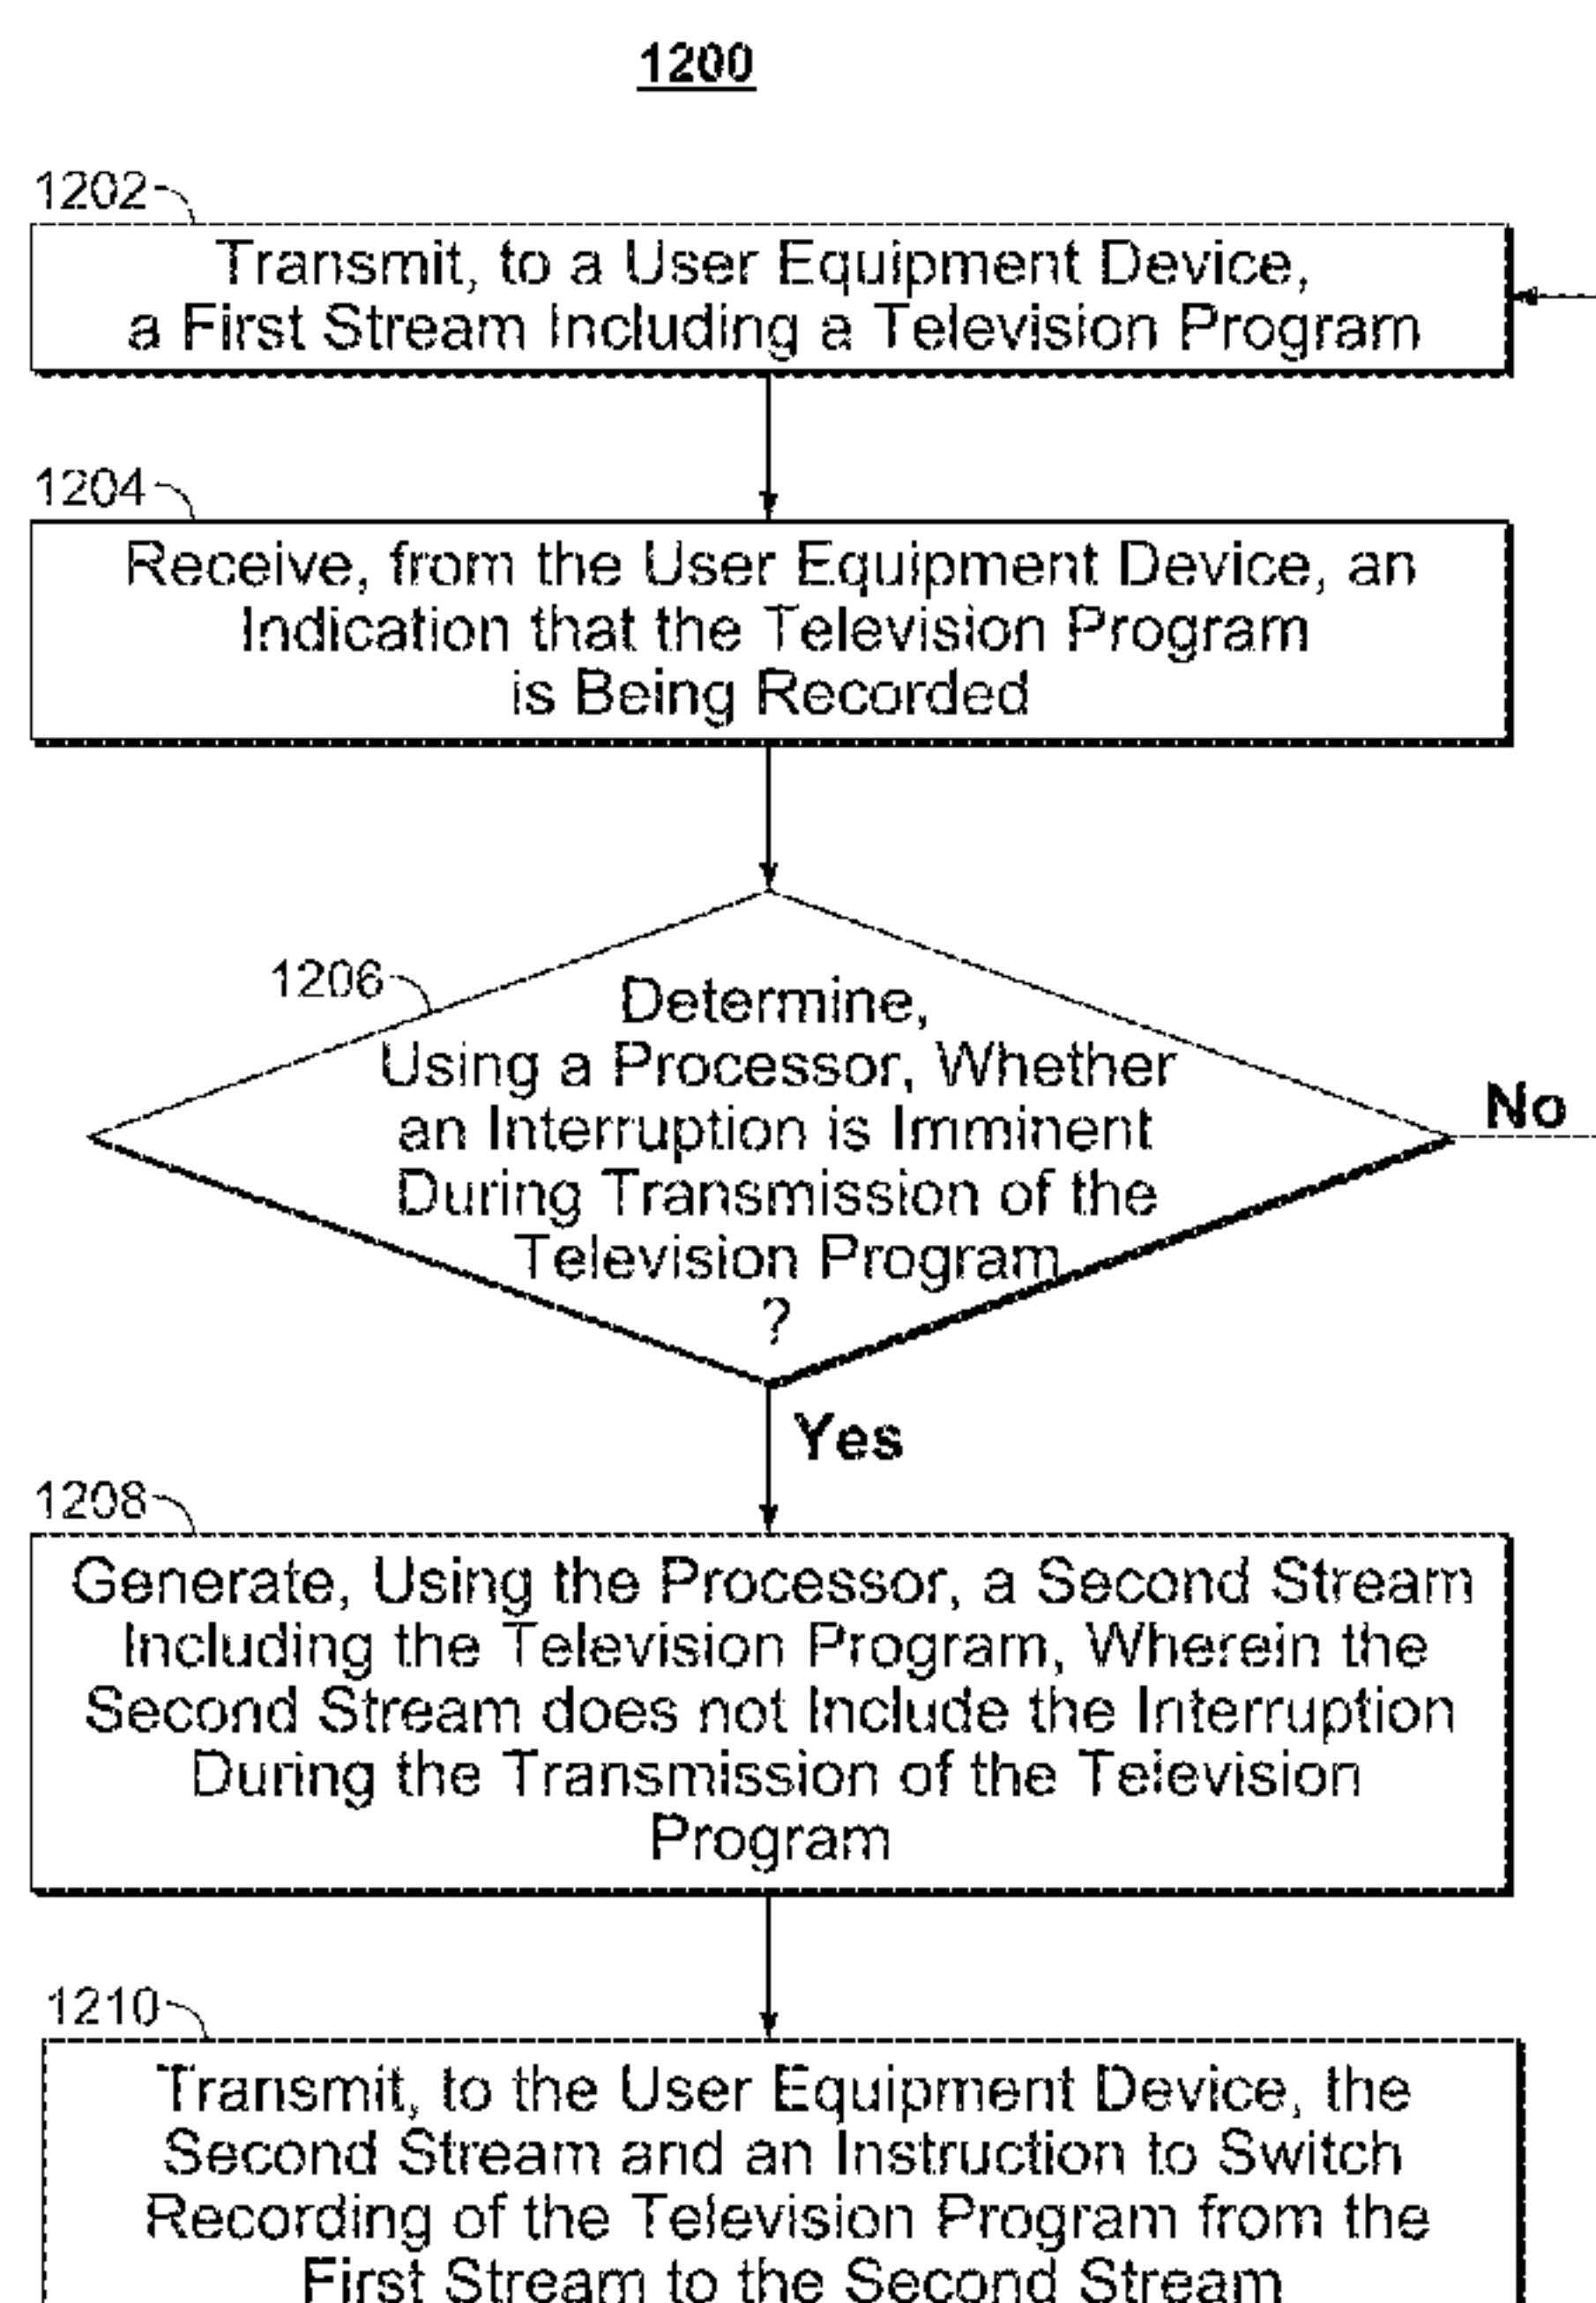 1200
1202
Transmit, to a User Equipment Device,
a First Stream Including a Television Program
1204
Receive, from the User Equipment Device, an
Indication that the Television Program
is Being Recorded
1206
Determine,
Using a Processor, Whether
an Interruption is Imminent
During Transmission of the
Television Program
?
No
Yes
1208
Generate, Using the Processor, a Second Stream
Including the Television Program, Wherein the
Second Stream does not Include the Interruption
During the Transmission of the Television
Program
1210
Transmit, to the User Equipment Device, the
Second Stream and an Instruction to Switch
Recording of the Television Program from the
First Stream to the Second Stream